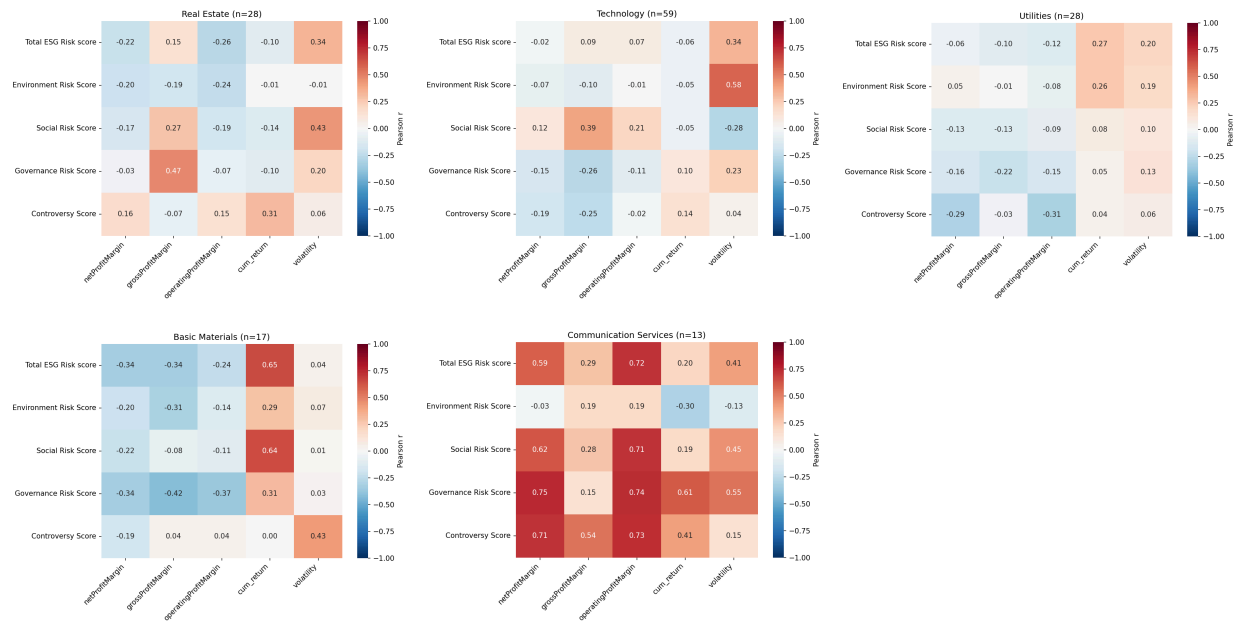 Real Estate (n=28)
Total ESG Risk score -0.22 0.15 -0.26 -0.10 0.34
Environment Risk Score -0.20 -0.19 -0.24 -0.01 -0.01
Social Risk Score -0.17 0.27 -0.19 -0.14 0.43
Governance Risk Score -0.03 0.47 -0.07 -0.10 0.20
Controversy Score 0.16 -0.07 0.15 0.31 0.06
netProfitMargin grossProfitMargin operatingProfitMargin cum_return volatility
1.00
0.75
0.50
0.25
0.00
−0.25
−0.50
−0.75
−1.00
Pearson r
Technology (n=59)
Total ESG Risk score -0.02 0.09 0.07 -0.06 0.34
Environment Risk Score -0.07 -0.10 -0.01 -0.05 0.58
Social Risk Score 0.12 0.39 0.21 -0.05 -0.28
Governance Risk Score -0.15 -0.26 -0.11 0.10 0.23
Controversy Score -0.19 -0.25 -0.02 0.14 0.04
netProfitMargin grossProfitMargin operatingProfitMargin cum_return volatility
1.00
0.75
0.50
0.25
0.00
−0.25
−0.50
−0.75
−1.00
Pearson r
Utilities (n=28)
Total ESG Risk score -0.06 -0.10 -0.12 0.27 0.20
Environment Risk Score 0.05 -0.01 -0.08 0.26 0.19
Social Risk Score -0.13 -0.13 -0.09 0.08 0.10
Governance Risk Score -0.16 -0.22 -0.15 0.05 0.13
Controversy Score -0.29 -0.03 -0.31 0.04 0.06
netProfitMargin grossProfitMargin operatingProfitMargin cum_return volatility
1.00
0.75
0.50
0.25
0.00
−0.25
−0.50
−0.75
−1.00
Pearson r
Basic Materials (n=17)
Total ESG Risk score -0.34 -0.34 -0.24 0.65 0.04
Environment Risk Score -0.20 -0.31 -0.14 0.29 0.07
Social Risk Score -0.22 -0.08 -0.11 0.64 0.01
Governance Risk Score -0.34 -0.42 -0.37 0.31 0.03
Controversy Score -0.19 0.04 0.04 0.00 0.43
netProfitMargin grossProfitMargin operatingProfitMargin cum_return volatility
1.00
0.75
0.50
0.25
0.00
−0.25
−0.50
−0.75
−1.00
Pearson r
Communication Services (n=13)
Total ESG Risk score 0.59 0.29 0.72 0.20 0.41
Environment Risk Score -0.03 0.19 0.19 -0.30 -0.13
Social Risk Score 0.62 0.28 0.71 0.19 0.45
Governance Risk Score 0.75 0.15 0.74 0.61 0.55
Controversy Score 0.71 0.54 0.73 0.41 0.15
netProfitMargin grossProfitMargin operatingProfitMargin cum_return volatility
1.00
0.75
0.50
0.25
0.00
−0.25
−0.50
−0.75
−1.00
Pearson r